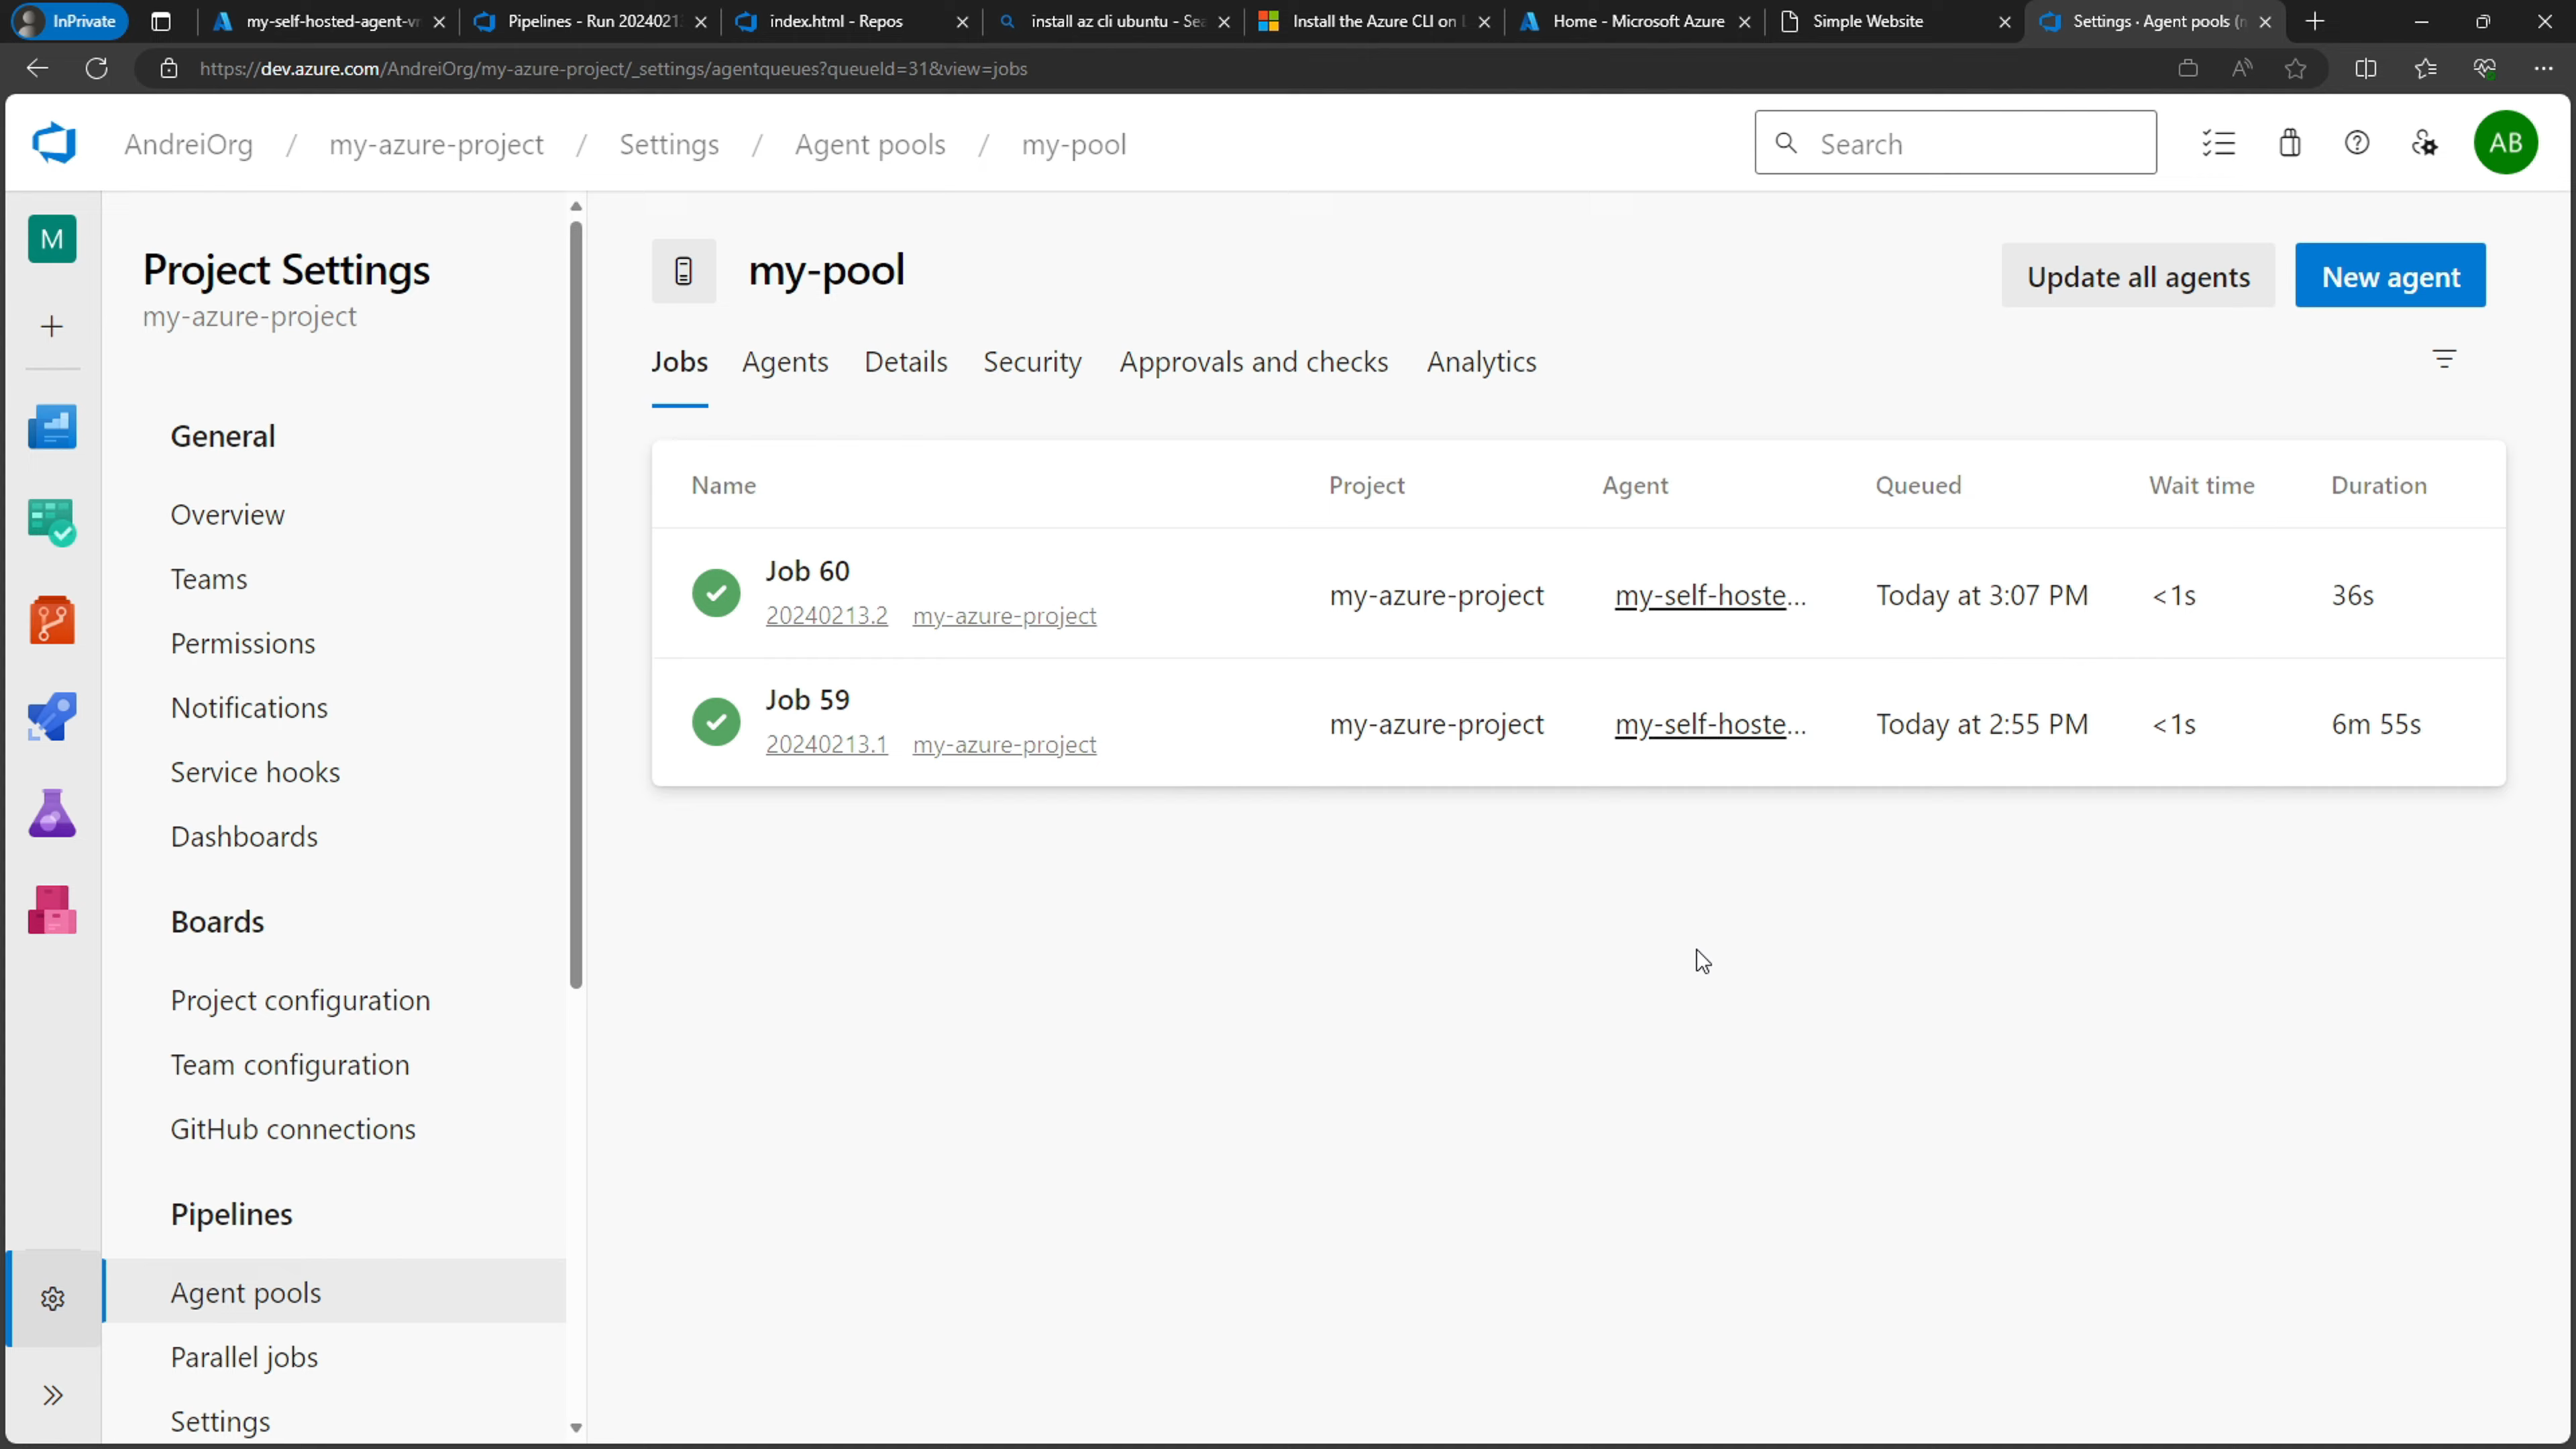 InPrivate
my-self-hosted-agent-vr
Pipelines - Run 2024021
index.html - Repos
install az cli ubuntu - Sea
Install the Azure CLI on L
Home - Microsoft Azure
Simple Website
Settings · Agent pools (m
https://dev.azure.com/AndreiOrg/my-azure-project/_settings/agentqueues?queueId=31&view=jobs
AndreiOrg / my-azure-project / Settings / Agent pools / my-pool
Search
AB
M
Project Settings
my-azure-project
General
Overview
Teams
Permissions
Notifications
Service hooks
Dashboards
Boards
Project configuration
Team configuration
GitHub connections
Pipelines
Agent pools
Parallel jobs
Settings
my-pool
Update all agents
New agent
Jobs Agents Details Security Approvals and checks Analytics
Name Project Agent Queued Wait time Duration
Job 60
20240213.2 my-azure-project
my-azure-project my-self-hoste... Today at 3:07 PM <1s 36s
Job 59
20240213.1 my-azure-project
my-azure-project my-self-hoste... Today at 2:55 PM <1s 6m 55s